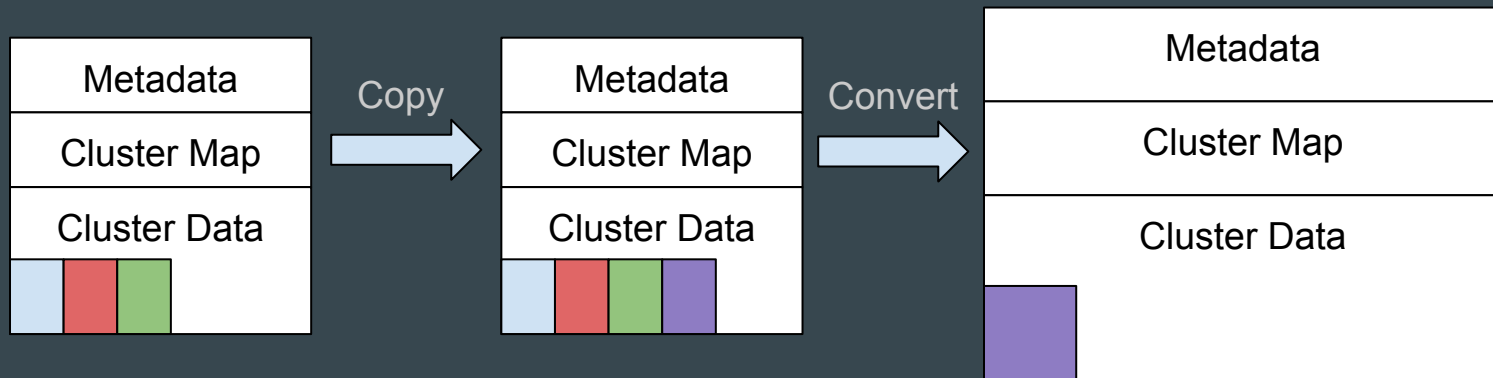 Metadata
Cluster Map
Cluster Data
Copy
Metadata
Cluster Map
Cluster Data
Convert
Metadata
Cluster Map
Cluster Data